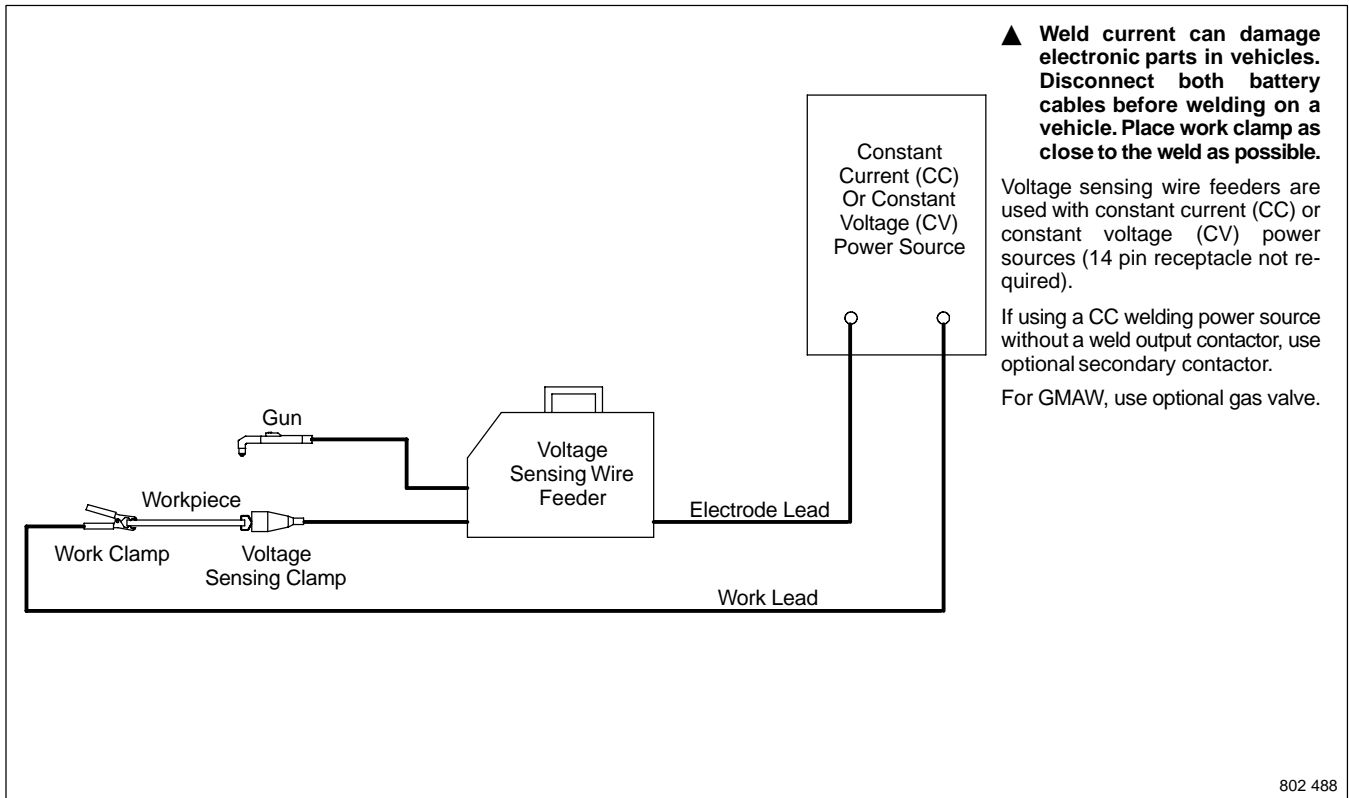 ▲ Weld current can damage
electronic parts in vehicles.
Disconnect both battery
cables before welding on a
vehicle. Place work clamp as
close to the weld as possible.
Voltage sensing wire feeders are
used with constant current (CC) or
constant voltage (CV) power
sources (14 pin receptacle not re-
quired).
If using a CC welding power source
without a weld output contactor, use
optional secondary contactor.
For GMAW, use optional gas valve.
Constant
Current (CC)
Or Constant
Voltage (CV)
Power Source
Gun
Voltage
Sensing Wire
Feeder
Workpiece
Electrode Lead
Work Clamp
Voltage
Sensing Clamp
Work Lead
802 488